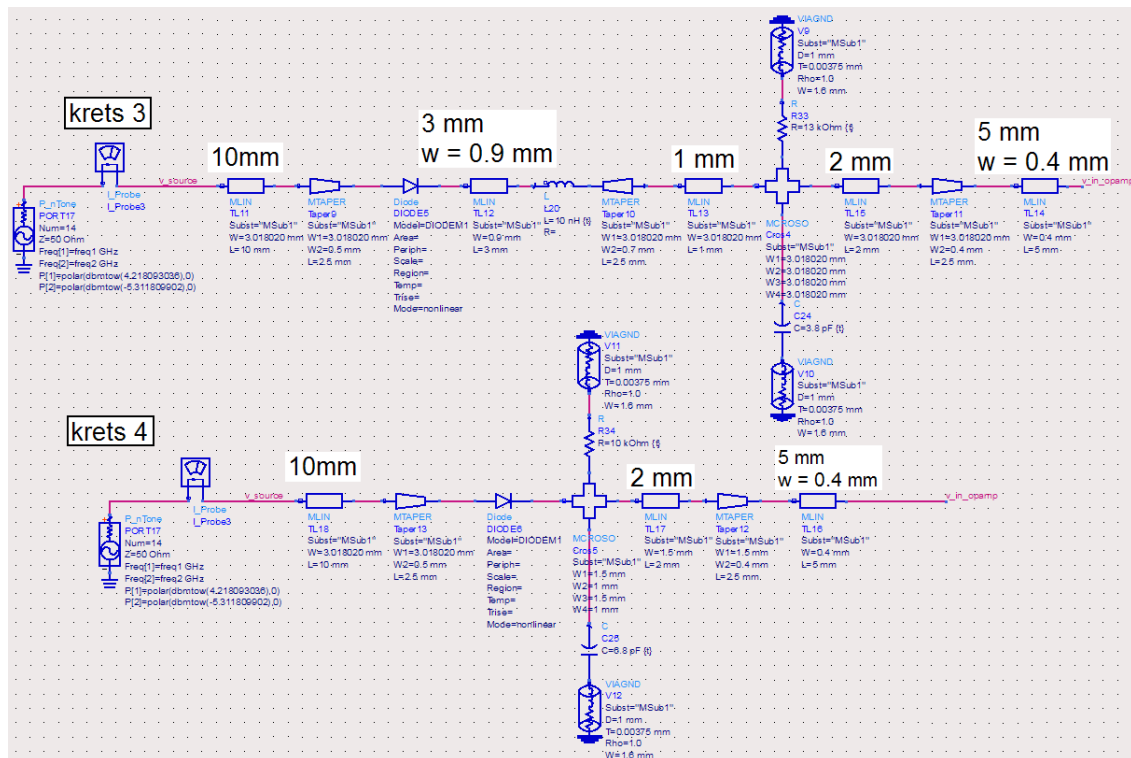 krets 3
I_Probe
I_Probe3
v_source
P_nTone
PORT17
Num=14
Z=50 Ohm
Freq[1]=freq1 GHz
Freq[2]=freq2 GHz
P[1]=polar(dbmtow(4.218093036),0)
P[2]=polar(dbmtow(-5.311809902),0)
10mm
MLIN
TL11
Subst="MSub1"
W=3.018020 mm
L=10 mm
MTAPER
Taper9
Subst="MSub1"
W1=3.018020 mm
W2=0.5 mm
L=2.5 mm
Diode
DIODE5
Model=DIODEM1
Area=
Periph=
Scale=
Region=
Temp=
Trise=
Mode=nonlinear
3 mm
w = 0.9 mm
MLIN
TL12
Subst="MSub1"
W=0.9 mm
L=3 mm
L
L20
L=10 nH {t}
R=
MTAPER
Taper10
Subst="MSub1"
W1=3.018020 mm
W2=0.7 mm
L=2.5 mm
1 mm
MLIN
TL13
Subst="MSub1"
W=3.018020 mm
L=1 mm
VIAGND
V9
Subst="MSub1"
D=1 mm
T=0.00375 mm
Rho=1.0
W=1.6 mm
R
R33
R=13 kOhm {t}
MCROSO
Cros4
Subst="MSub1"
W1=3.018020 mm
W2=3.018020 mm
W3=3.018020 mm
W4=3.018020 mm
C
C24
C=3.8 pF {t}
VIAGND
V10
Subst="MSub1"
D=1 mm
T=0.00375 mm
Rho=1.0
W=1.6 mm
2 mm
MLIN
TL15
Subst="MSub1"
W=3.018020 mm
L=2 mm
MTAPER
Taper11
Subst="MSub1"
W1=3.018020 mm
W2=0.4 mm
L=2.5 mm
5 mm
w = 0.4 mm
v_in_opamp
MLIN
TL14
Subst="MSub1"
W=0.4 mm
L=5 mm
krets 4
I_Probe
I_Probe3
v_source
P_nTone
PORT17
Num=14
Z=50 Ohm
Freq[1]=freq1 GHz
Freq[2]=freq2 GHz
P[1]=polar(dbmtow(4.218093036),0)
P[2]=polar(dbmtow(-5.311809902),0)
10mm
MLIN
TL18
Subst="MSub1"
W=3.018020 mm
L=10 mm
MTAPER
Taper13
Subst="MSub1"
W1=3.018020 mm
W2=0.5 mm
L=2.5 mm
Diode
DIODE6
Model=DIODEM1
Area=
Periph=
Scale=
Region=
Temp=
Trise=
Mode=nonlinear
VIAGND
V11
Subst="MSub1"
D=1 mm
T=0.00375 mm
Rho=1.0
W=1.6 mm
R
R34
R=10 kOhm {t}
MCROSO
Cros5
Subst="MSub1"
W1=1.5 mm
W2=1 mm
W3=1.5 mm
W4=1 mm
C
C25
C=6.8 pF {t}
VIAGND
V12
Subst="MSub1"
D=1 mm
T=0.00375 mm
Rho=1.0
W=1.6 mm
2 mm
MLIN
TL17
Subst="MSub1"
W=1.5 mm
L=2 mm
MTAPER
Taper12
Subst="MSub1"
W1=1.5 mm
W2=0.4 mm
L=2.5 mm
5 mm
w = 0.4 mm
MLIN
TL16
Subst="MSub1"
W=0.4 mm
L=5 mm
v_in_opamp